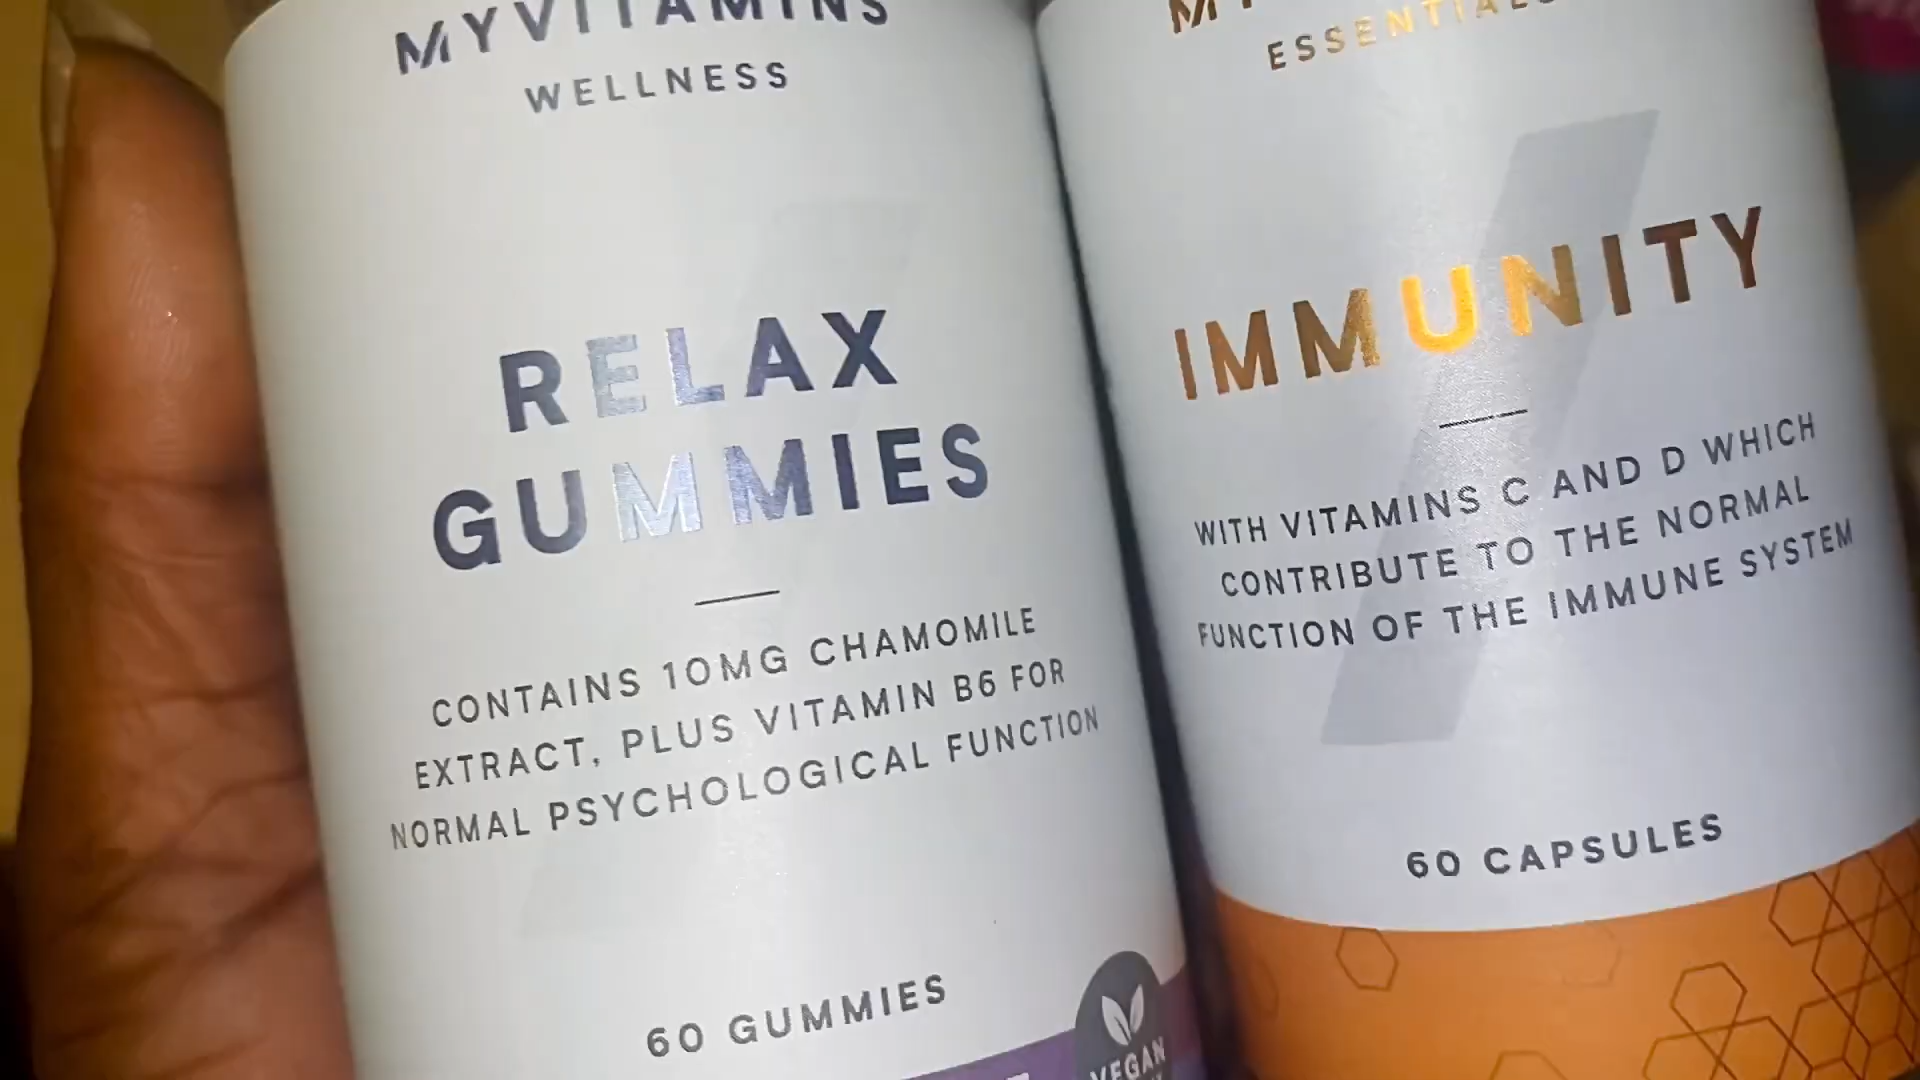 MYVITAMINS
WELLNESS
RELAX
GUMMIES
CONTAINS 10MG CHAMOMILE
EXTRACT, PLUS VITAMIN B6 FOR
NORMAL PSYCHOLOGICAL FUNCTION
60 GUMMIES
VEGAN
ESSENTIALS
IMMUNITY
WITH VITAMINS C AND D WHICH
CONTRIBUTE TO THE NORMAL
FUNCTION OF THE IMMUNE SYSTEM
60 CAPSULES